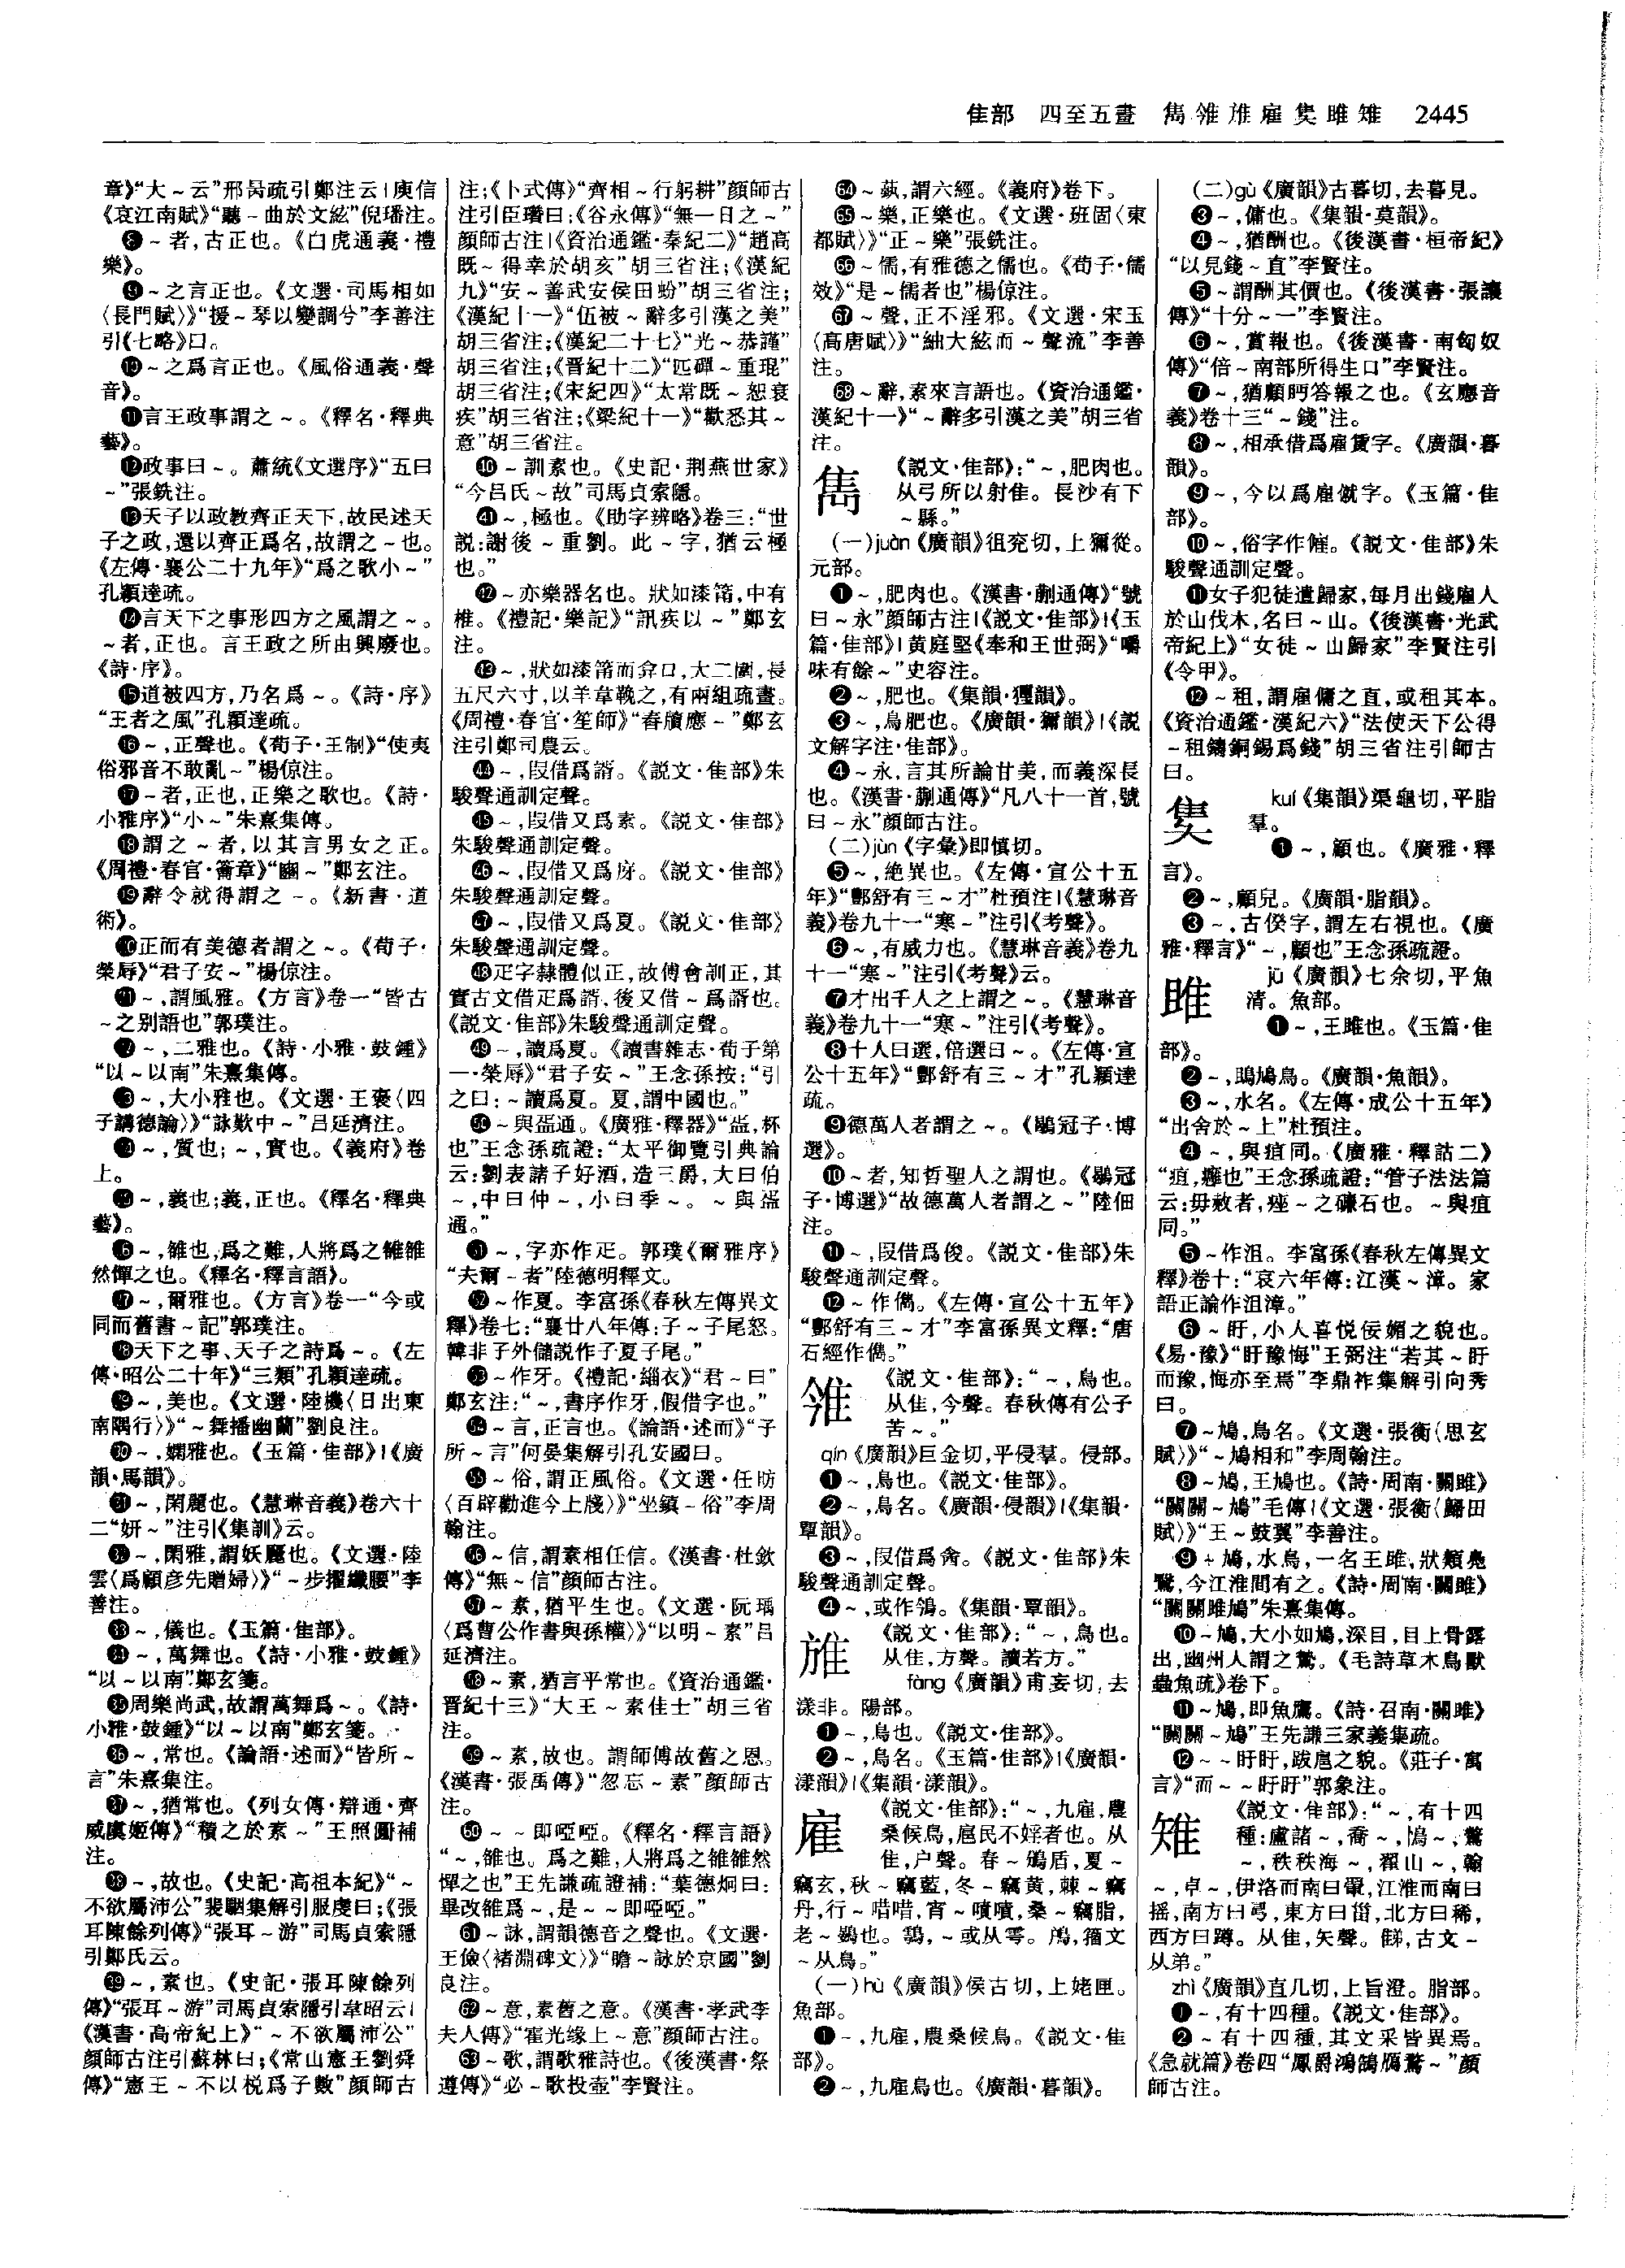 隹部　四至五畫　雋雂䧸雇隻雎雉　2445
章》“大～云”邢昺疏引鄭注云|庾信
《哀江南賦》“聽～曲於文絃”倪璠注。
❽～者,古正也。《白虎通義·禮
樂》。
❾～之言正也。《文選·司馬相如
〈長門賦〉》“援～琴以變調兮”李善注
引《七略》曰。
❿～之爲言正也。《風俗通義·聲
音》。
⓫言王政事謂之～。《釋名·釋典
藝》。
⓬政事曰～。蕭統《文選序》“五曰
～”張銑注。
⓭天子以政教齊正天下,故民述天
子之政,還以齊正爲名,故謂之～也。
《左傳·襄公二十九年》“爲之歌小～”
孔穎達疏。
⓮言天下之事形四方之風謂之～。
～者,正也。言王政之所由興廢也。
《詩·序》。
⓯道被四方,乃名爲～。《詩·序》
“王者之風”孔穎達疏。
⓰～,正聲也。《荀子·王制》“使夷
俗邪音不敢亂～”楊倞注。
⓱～者,正也,正樂之歌也。《詩·
小雅序》“小～”朱熹集傳。
⓲謂之～者,以其言男女之正。
《周禮·春官·籥章》“豳～”鄭玄注。
⓳辭令就得謂之～。《新書·道
術》。
⓴正而有美德者謂之～。《荀子·
榮辱》“君子安～”楊倞注。
㉑～,謂風雅。《方言》卷一“皆古
～之别語也”郭璞注。
㉒～,二雅也。《詩·小雅·鼓鍾》
“以～以南”朱熹集傳。
㉓～,大小雅也。《文選·王褒〈四
子講德論〉》“詠歎中～”吕延濟注。
㉔～,質也;～,實也。《義府》卷
上。
㉕～,義也;義,正也。《釋名·釋典
藝》。
㉖～,雒也,爲之難,人將爲之雒雒
然憚之也。《釋名·釋言語》。
㉗～,爾雅也。《方言》卷一“今或
同而舊書～記”郭璞注。
㉘天下之事、天子之詩爲～。《左
傳·昭公二十年》“三類”孔穎達疏。
㉙～,美也。《文選·陸機〈日出東
南隅行〉》“～舞播幽蘭”劉良注。
㉚～,嫻雅也。《玉篇·隹部》|《廣
韻·馬韻》。
㉛～,閑麗也。《慧琳音義》卷六十
二“妍～”注引《集訓》云。
㉜～,閑雅,謂妖麗也。《文選·陸
雲〈爲顧彦先贈婦〉》“～步擢纖腰”李
善注。
㉝～,儀也。《玉篇·隹部》。
㉞～,萬舞也。《詩·小雅·鼓鍾》
“以～以南”鄭玄箋。
㉟周樂尚武,故謂萬舞爲～。《詩·
小雅·鼓鍾》“以～以南”鄭玄箋。
㊱～,常也。《論語·述而》“皆所～
言”朱熹集注。
㊲～,猶常也。《列女傳·辯通·齊
威虞姬傳》“積之於素～”王照圓補
注。
㊳～,故也。《史記·高祖本紀》“～
不欲屬沛公”裴駰集解引服虔曰;《張
耳陳餘列傳》“張耳～游”司馬貞索隱
引鄭氏云。
㊴～,素也。《史記·張耳陳餘列
傳》“張耳～游”司馬貞索隱引韋昭云|
《漢書·高帝紀上》“～不欲屬沛公”
顔師古注引蘇林曰;《常山憲王劉舜
傳》“憲王～不以棁爲子數”顔師古
注;《卜式傳》“齊相～行躬耕”顔師古
注引臣瓚曰;《谷永傳》“無一日之～”
顔師古注|《資治通鑑·秦紀二》“趙高
既～得幸於胡亥”胡三省注;《漢紀
九》“安～善武安侯田蚡”胡三省注;
《漢紀十一》“伍被～辭多引漢之美”
胡三省注;《漢紀二十七》“光～恭謹”
胡三省注;《晋紀十二》“匹磾～重琨”
胡三省注;《宋紀四》“太常既～恕衰
疾”胡三省注;《梁紀十一》“歡悉其～
意”胡三省注。
㊵～訓素也。《史記·荆燕世家》
“今吕氏～故”司馬貞索隱。
㊶～,極也。《助字辨略》卷三:“世
説:謝後～重劉。此～字,猶云極
也。”
㊷～亦樂器名也。狀如漆筩,中有
椎。《禮記·樂記》“訊疾以～”鄭玄
注。
㊸～,狀如漆筩而弇口,大二圍,長
五尺六寸,以羊韋鞔之,有兩組疏畫。
《周禮·春官·笙師》“舂牘應～”鄭玄
注引鄭司農云。
㊹～,叚借爲諝。《説文·隹部》朱
駿聲通訓定聲。
㊺～,叚借又爲素。《説文·隹部》
朱駿聲通訓定聲。
㊻～,叚借又爲庌。《説文·隹部》
朱駿聲通訓定聲。
㊼～,叚借又爲夏。《説文·隹部》
朱駿聲通訓定聲。
㊽疋字隸體似正,故傅會訓正,其
實古文借疋爲諝,後又借～爲諝也。
《説文·隹部》朱駿聲通訓定聲。
㊾～,讀爲夏。《讀書雜志·荀子第
一·榮辱》“君子安～”王念孫按:“引
之曰:～讀爲夏。夏,謂中國也。”
㊿～與盃通。《廣雅·釋器》“盃,杯
也”王念孫疏證:“太平御覽引典論
云:劉表諸子好酒,造三爵,大曰伯
～,中曰仲～,小曰季～。～與盃
通。”
51～,字亦作疋。郭璞《爾雅序》
“夫爾～者”陸德明釋文。
52～作夏。李富孫《春秋左傳異文
釋》卷七:“襄廿八年傳:子～子尾怒。
韓非子外儲説作子夏子尾。”
53～作牙。《禮記·緇衣》“君～曰”
鄭玄注:“～,書序作牙,假借字也。”
54～言,正言也。《論語·述而》“子
所～言”何晏集解引孔安國曰。
55～俗,謂正風俗。《文選·任昉
〈百辟勸進今上牋〉》“坐鎮～俗”李周
翰注。
56～信,謂素相任信。《漢書·杜欽
傳》“無～信”顔師古注。
57～素,猶平生也。《文選·阮瑀
〈爲曹公作書與孫權〉》“以明～素”吕
延濟注。
58～素,猶言平常也。《資治通鑑·
晋紀十三》“大王～素佳士”胡三省
注。
59～素,故也。謂師傅故舊之恩。
《漢書·張禹傳》“忽忘～素”顔師古
注。
60～～即啞啞。《釋名·釋言語》
“～,雒也。爲之難,人將爲之雒雒然
憚之也”王先謙疏證補:“葉德炯曰:
畢改雒爲～,是～～即啞啞。”
61～詠,謂韻德音之聲也。《文選·
王儉〈褚淵碑文〉》“瞻～詠於京國”劉
良注。
62～意,素舊之意。《漢書·孝武李
夫人傳》“霍光缘上～意”顔師古注。
63～歌,謂歌雅詩也。《後漢書·祭
遵傳》“必～歌投壺”李賢注。
64～蓺,謂六經。《義府》卷下。
65～樂,正樂也。《文選·班固〈東
都賦〉》“正～樂”張銑注。
66～儒,有雅德之儒也。《荀子·儒
效》“是～儒者也”楊倞注。
67～聲,正不淫邪。《文選·宋玉
〈高唐賦〉》“紬大絃而～聲流”李善
注。
68～辭,素來言語也。《資治通鑑·
漢紀十一》“～辭多引漢之美”胡三省
注。
雋　《説文·隹部》:“～,肥肉也。
从弓所以射隹。長沙有下
～縣。”
(一)juàn《廣韻》徂兖切,上獮從。
元部。
❶～,肥肉也。《漢書·蒯通傳》“號
曰～永”顔師古注|《説文·隹部》|《玉
篇·隹部》|黄庭堅《奉和王世弼》“嚼
味有餘～”史容注。
❷～,肥也。《集韻·獮韻》。
❸～,鳥肥也。《廣韻·獮韻》|《説
文解字注·隹部》。
❹～永,言其所論甘美,而義深長
也。《漢書·蒯通傳》“凡八十一首,號
曰～永”顔師古注。
(二)jùn《字彙》即慎切。
❺～,絶異也。《左傳·宣公十五
年》“酆舒有三～才”杜預注|《慧琳音
義》卷九十一“寒～”注引《考聲》。
❻～,有威力也。《慧琳音義》卷九
十一“寒～”注引《考聲》云。
❼才出千人之上謂之～。《慧琳音
義》卷九十一“寒～”注引《考聲》。
❽十人曰選,倍選曰～。《左傳·宣
公十五年》“酆舒有三～才”孔穎達
疏。
❾德萬人者謂之～。《鶡冠子·博
選》。
❿～者,知哲聖人之謂也。《鶡冠
子·博選》“故德萬人者謂之～”陸佃
注。
⓫～,叚借爲俊。《説文·隹部》朱
駿聲通訓定聲。
⓬～作儁。《左傳·宣公十五年》
“酆舒有三～才”李富孫異文釋:“唐
石經作儁。”
雂　《説文·隹部》:“～,鳥也。
从隹,今聲。春秋傳有公子
苦～。”
qín《廣韻》巨金切,平侵羣。侵部。
❶～,鳥也。《説文·隹部》。
❷～,鳥名。《廣韻·侵韻》|《集韻·
覃韻》。
❸～,叚借爲禽。《説文·隹部》朱
駿聲通訓定聲。
❹～,或作鳹。《集韻·覃韻》。
䧸　《説文·隹部》:“～,鳥也。
从隹,方聲。讀若方。”
fàng《廣韻》甫妄切,去
漾非。陽部。
❶～,鳥也。《説文·隹部》。
❷～,鳥名。《玉篇·隹部》|《廣韻·
漾韻》|《集韻·漾韻》。
雇　《説文·隹部》:“～,九雇,農
桑候鳥,扈民不婬者也。从
隹,户聲。春～鳻盾,夏～
竊玄,秋～竊藍,冬～竊黄,棘～竊
丹,行～唶唶,宵～嘖嘖,桑～竊脂,
老～鷃也。䨼,～或从雩。鳸,籀文
～从鳥。”
(一)hù《廣韻》侯古切,上姥匣。
魚部。
❶～,九雇,農桑候鳥。《説文·隹
部》。
❷～,九雇鳥也。《廣韻·暮韻》。
(二)gù《廣韻》古暮切,去暮見。
❸～,傭也。《集韻·莫韻》。
❹～,猶酬也。《後漢書·桓帝紀》
“以見錢～直”李賢注。
❺～謂酬其價也。《後漢書·張讓
傳》“十分～一”李賢注。
❻～,賞報也。《後漢書·南匈奴
傳》“倍～南部所得生口”李賢注。
❼～,猶顧眄答報之也。《玄應音
義》卷十三“～錢”注。
❽～,相承借爲雇賃字。《廣韻·暮
韻》。
❾～,今以爲雇僦字。《玉篇·隹
部》。
❿～,俗字作僱。《説文·隹部》朱
駿聲通訓定聲。
⓫女子犯徒遣歸家,每月出錢雇人
於山伐木,名曰～山。《後漢書·光武
帝紀上》“女徒～山歸家”李賢注引
《令甲》。
⓬～租,謂雇傭之直,或租其本。
《資治通鑑·漢紀六》“法使天下公得
～租鑄銅錫爲錢”胡三省注引師古
曰。
kuí《集韻》渠龜切,平脂
羣。
❶～,顧也。《廣雅·釋
言》。
❷～,顧皃。《廣韻·脂韻》。
❸～,古傒字,謂左右視也。《廣
雅·釋言》“～,顧也”王念孫疏證。
雎　jū《廣韻》七余切,平魚
清。魚部。
❶～,王雎也。《玉篇·隹
部》。
❷～,鴡鳩鳥。《廣韻·魚韻》。
❸～,水名。《左傳·成公十五年》
“出舍於～上”杜預注。
❹～,與疽同。《廣雅·釋詁二》
“疽,癰也”王念孫疏證:“管子法法篇
云:毋赦者,痤～之礦石也。～與疽
同。”
❺～作沮。李富孫《春秋左傳異文
釋》卷十:“哀六年傳:江漢～漳。家
語正論作沮漳。”
❻～盱,小人喜悦佞媚之貌也。
《易·豫》“盱豫悔”王弼注“若其～盱
而豫,悔亦至焉”李鼎祚集解引向秀
曰。
❼～鳩,鳥名。《文選·張衡〈思玄
賦〉》“～鳩相和”李周翰注。
❽～鳩,王鴡也。《詩·周南·關雎》
“關關～鳩”毛傳|《文選·張衡〈歸田
賦〉》“王～鼓翼”李善注。
❾～鳩,水鳥,一名王雎,狀類鳧
鷖,今江淮間有之。《詩·周南·關雎》
“關關雎鳩”朱熹集傳。
❿～鳩,大小如鳩,深目,目上骨露
出,幽州人謂之鷲。《毛詩草木鳥獸
蟲魚疏》卷下。
⓫～鳩,即魚鷹。《詩·召南·關雎》
“關關～鳩”王先謙三家義集疏。
⓬～～盱盱,跋扈之貌。《莊子·寓
言》“而～～盱盱”郭象注。
雉　《説文·隹部》:“～,有十四
種:盧諸～,喬～,鳪～,鷩
～,秩秩海～,翟山～,翰
～,卓～,伊洛而南曰翬,江淮而南曰
摇,南方曰𢏚,東方曰甾,北方曰稀,
西方曰蹲。从隹,矢聲。䧅,古文～
从弟。”
zhì《廣韻》直几切,上旨澄。脂部。
❶～,有十四種。《説文·隹部》。
❷～有十四種,其文采皆異焉。
《急就篇》卷四“鳳爵鴻鵠鴈鶩～”顔
師古注。